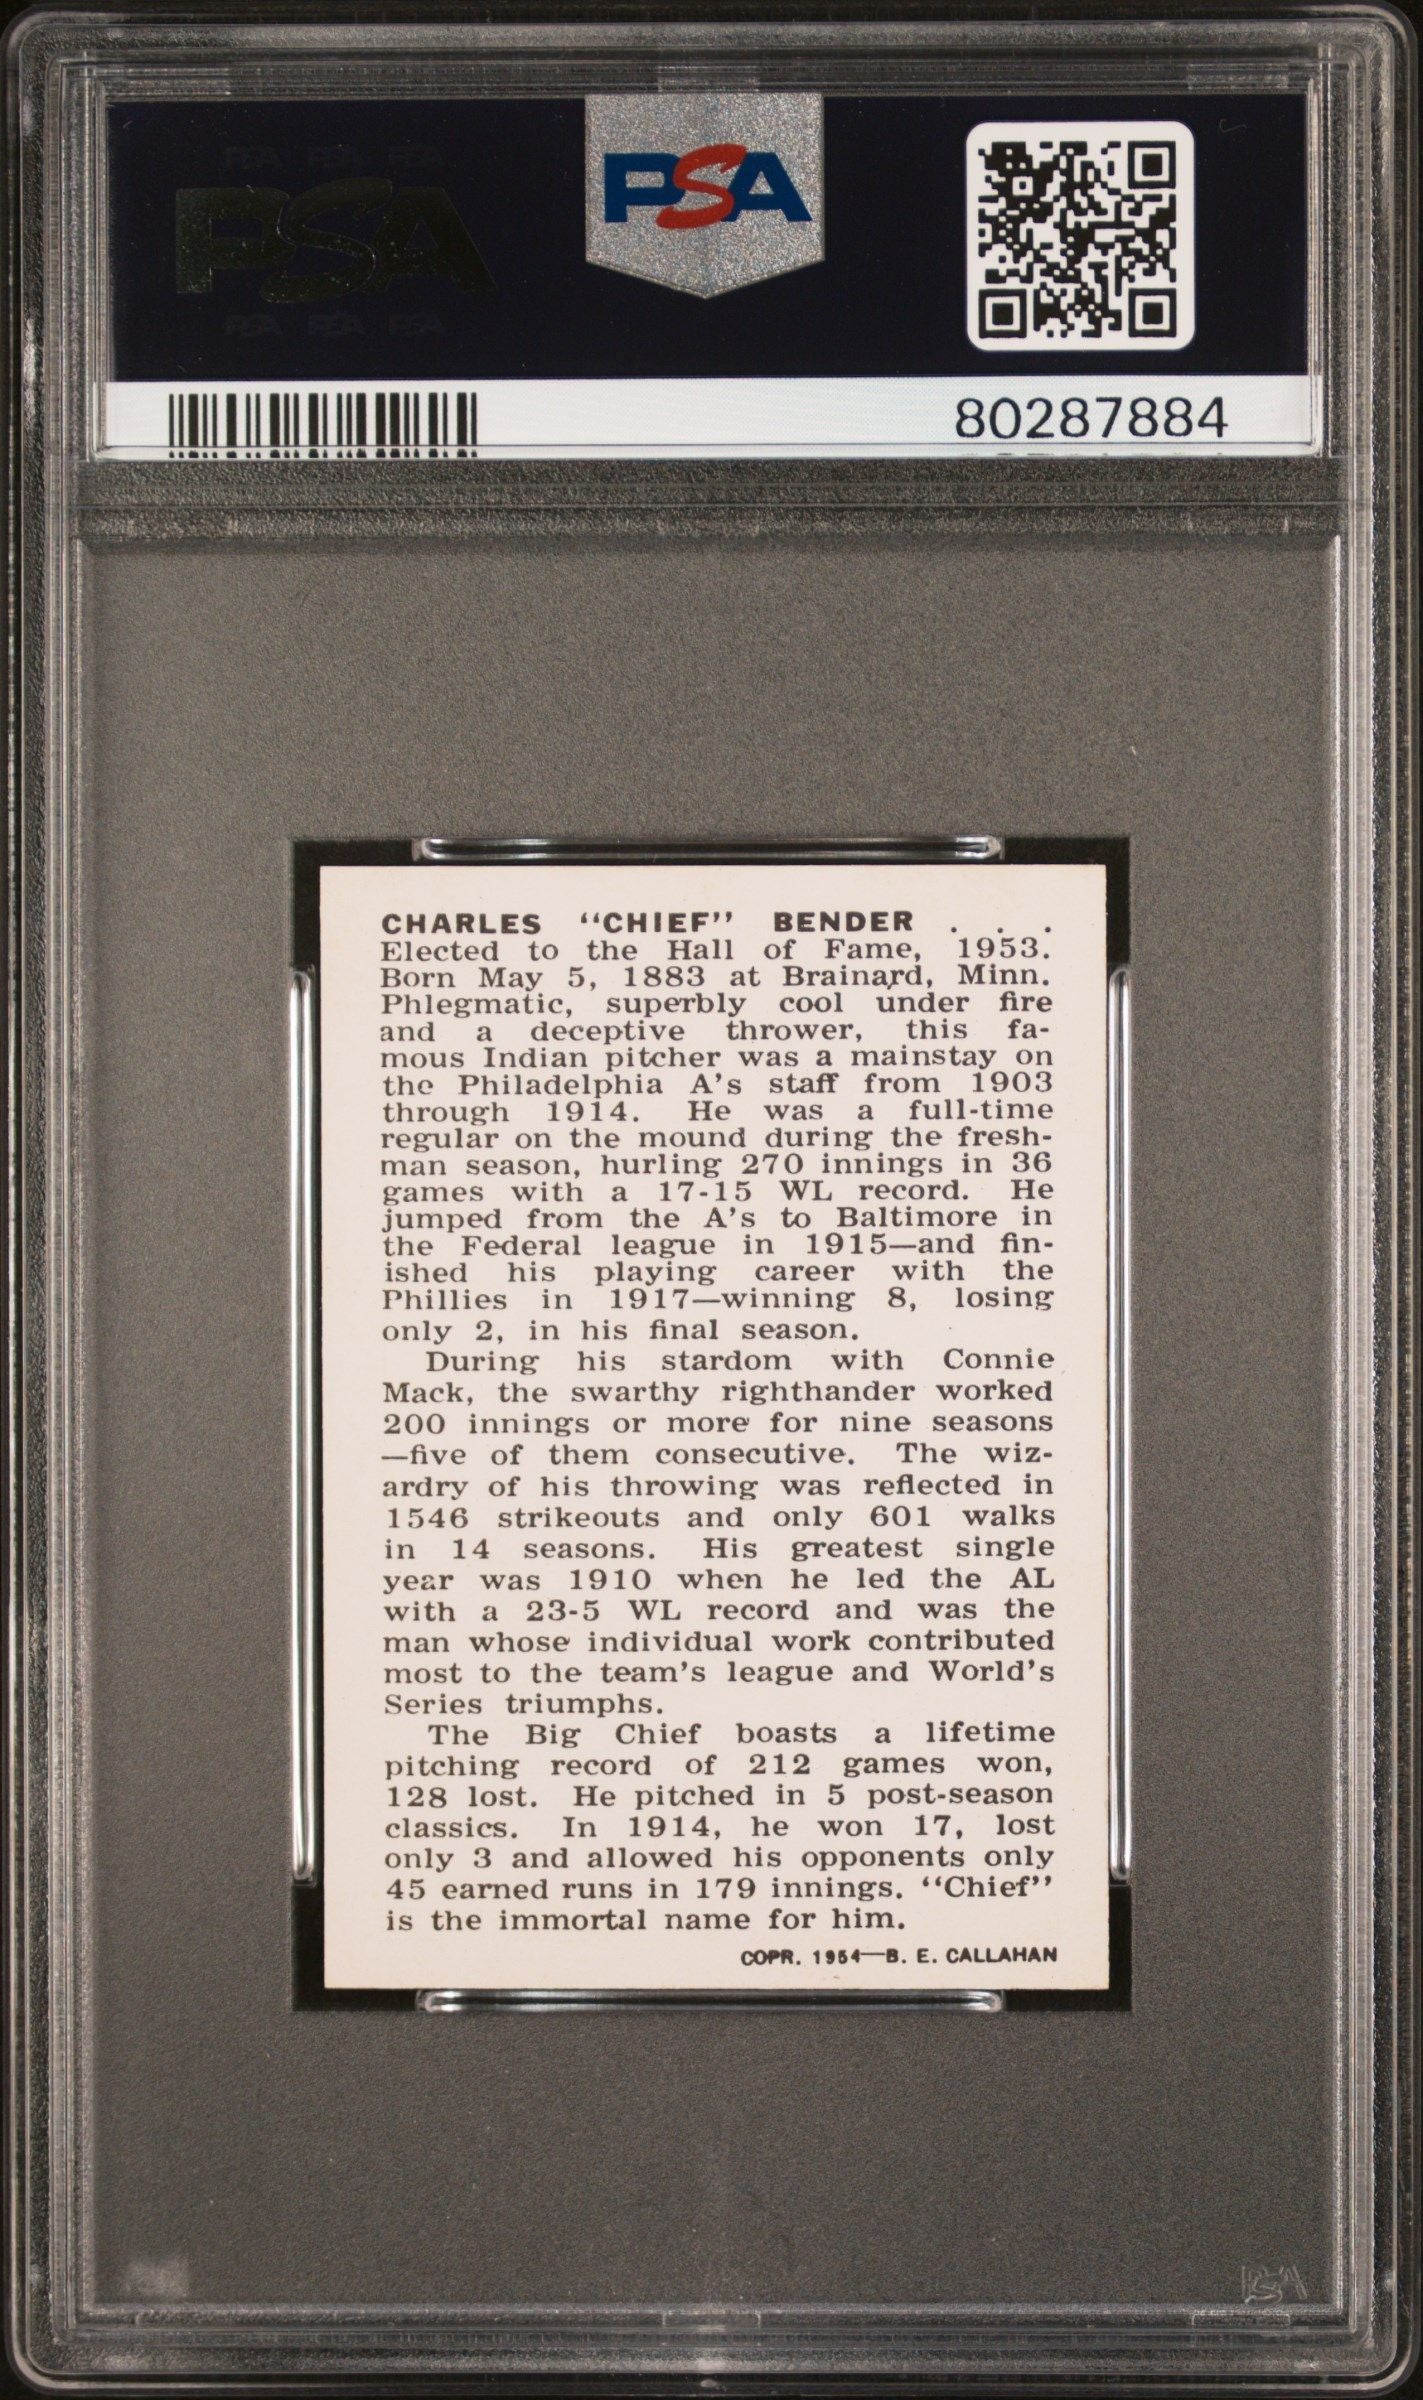 PSA PSA PSA
PSA
PSA PSA PSA
PSA
80287884
CHARLES “CHIEF” BENDER . . .
Elected to the Hall of Fame, 1953.
Born May 5, 1883 at Brainard, Minn.
Phlegmatic, superbly cool under fire
and a deceptive thrower, this fa-
mous Indian pitcher was a mainstay on
the Philadelphia A's staff from 1903
through 1914. He was a full-time
regular on the mound during the fresh-
man season, hurling 270 innings in 36
games with a 17-15 WL record. He
jumped from the A's to Baltimore in
the Federal league in 1915—and fin-
ished his playing career with the
Phillies in 1917—winning 8, losing
only 2, in his final season.
During his stardom with Connie
Mack, the swarthy righthander worked
200 innings or more for nine seasons
—five of them consecutive. The wiz-
ardry of his throwing was reflected in
1546 strikeouts and only 601 walks
in 14 seasons. His greatest single
year was 1910 when he led the AL
with a 23-5 WL record and was the
man whose individual work contributed
most to the team's league and World's
Series triumphs.
The Big Chief boasts a lifetime
pitching record of 212 games won,
128 lost. He pitched in 5 post-season
classics. In 1914, he won 17, lost
only 3 and allowed his opponents only
45 earned runs in 179 innings. “Chief”
is the immortal name for him.
COPR. 1954—B. E. CALLAHAN
PSA